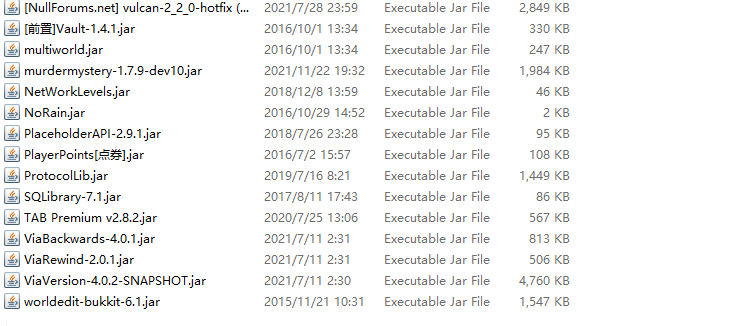 [NullForums.net] vulcan-2_2_0-hotfix (... 2021/7/28 23:59 Executable Jar File 2,849 KB
[前置]Vault-1.4.1.jar 2016/10/1 13:34 Executable Jar File 330 KB
multiworld.jar 2016/10/1 13:34 Executable Jar File 247 KB
murdermystery-1.7.9-dev10.jar 2021/11/22 19:32 Executable Jar File 1,984 KB
NetWorkLevels.jar 2018/12/8 13:59 Executable Jar File 46 KB
NoRain.jar 2016/10/29 14:52 Executable Jar File 2 KB
PlaceholderAPI-2.9.1.jar 2018/7/26 23:28 Executable Jar File 95 KB
PlayerPoints[点券].jar 2016/7/2 15:57 Executable Jar File 108 KB
ProtocolLib.jar 2019/7/16 8:21 Executable Jar File 1,449 KB
SQLibrary-7.1.jar 2017/8/11 17:43 Executable Jar File 86 KB
TAB Premium v2.8.2.jar 2020/7/25 13:06 Executable Jar File 567 KB
ViaBackwards-4.0.1.jar 2021/7/11 2:31 Executable Jar File 813 KB
ViaRewind-2.0.1.jar 2021/7/11 2:31 Executable Jar File 506 KB
ViaVersion-4.0.2-SNAPSHOT.jar 2021/7/11 2:30 Executable Jar File 4,760 KB
worldedit-bukkit-6.1.jar 2015/11/21 10:31 Executable Jar File 1,547 KB